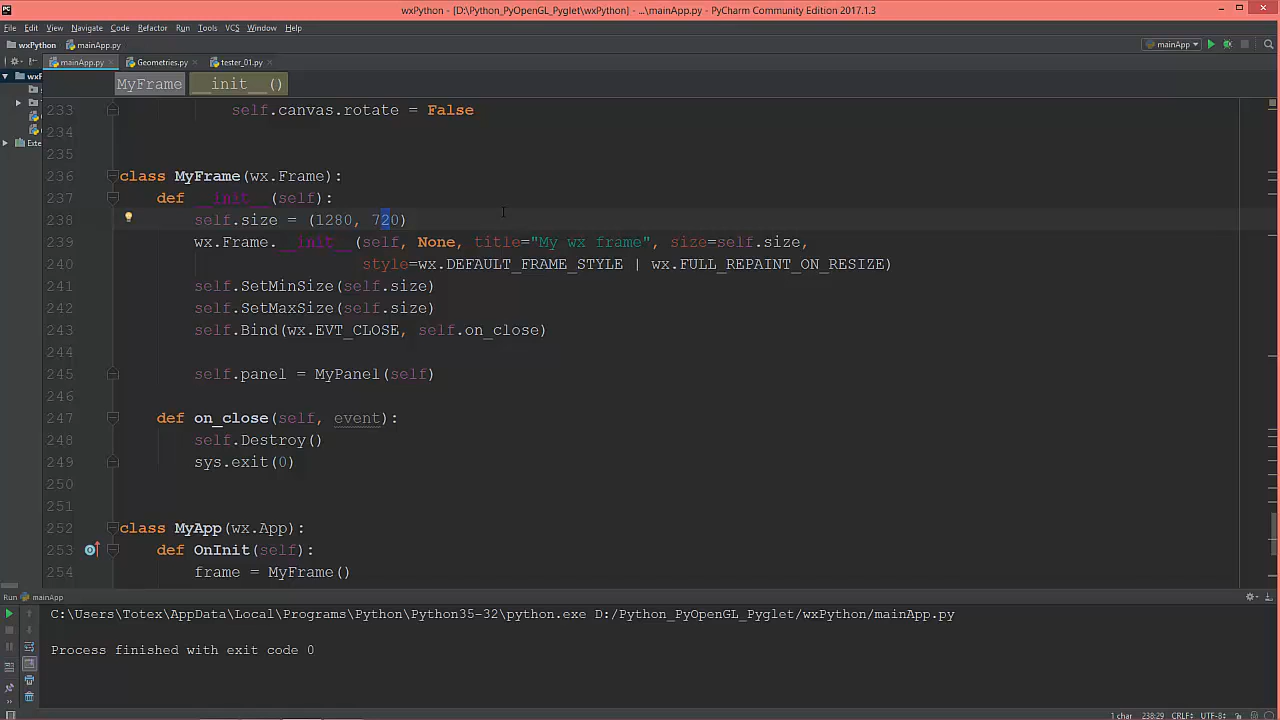 wxPython - [D:\Python_PyOpenGL_Pyglet\wxPython] - ...\mainApp.py - PyCharm Community Edition 2017.1.3
File Edit View Navigate Code Refactor Run Tools VCS Window Help
wxPython mainApp.py
mainApp
mainApp.py Geometries.py tester_01.py
MyFrame __init__()
233 self.canvas.rotate = False
234
235
236 class MyFrame(wx.Frame):
237 def __init__(self):
238 self.size = (1280, 720)
239 wx.Frame.__init__(self, None, title="My wx frame", size=self.size,
240 style=wx.DEFAULT_FRAME_STYLE | wx.FULL_REPAINT_ON_RESIZE)
241 self.SetMinSize(self.size)
242 self.SetMaxSize(self.size)
243 self.Bind(wx.EVT_CLOSE, self.on_close)
244
245 self.panel = MyPanel(self)
246
247 def on_close(self, event):
248 self.Destroy()
249 sys.exit(0)
250
251
252 class MyApp(wx.App):
253 def OnInit(self):
254 frame = MyFrame()
Run mainApp
C:\Users\Totex\AppData\Local\Programs\Python\Python35-32\python.exe D:/Python_PyOpenGL_Pyglet/wxPython/mainApp.py
Process finished with exit code 0
1 char 238:29 CRLF÷ UTF-8÷